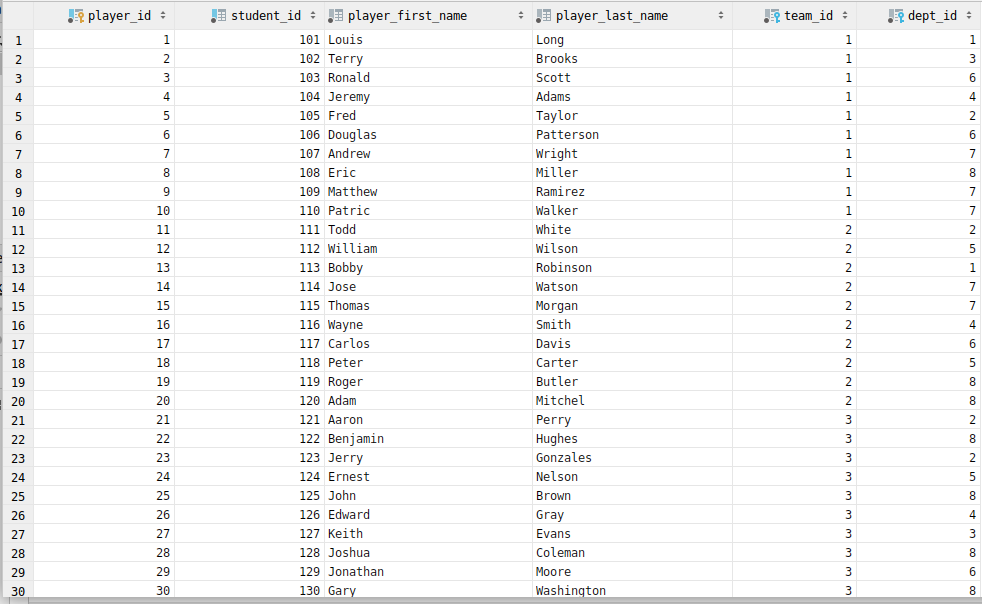 player_id student_id player_first_name player_last_name team_id dept_id
1 1 101 Louis Long 1 1
2 2 102 Terry Brooks 1 3
3 3 103 Ronald Scott 1 6
4 4 104 Jeremy Adams 1 4
5 5 105 Fred Taylor 1 2
6 6 106 Douglas Patterson 1 6
7 7 107 Andrew Wright 1 7
8 8 108 Eric Miller 1 8
9 9 109 Matthew Ramirez 1 7
10 10 110 Patric Walker 1 7
11 11 111 Todd White 2 2
12 12 112 William Wilson 2 5
13 13 113 Bobby Robinson 2 1
14 14 114 Jose Watson 2 7
15 15 115 Thomas Morgan 2 7
16 16 116 Wayne Smith 2 4
17 17 117 Carlos Davis 2 6
18 18 118 Peter Carter 2 5
19 19 119 Roger Butler 2 8
20 20 120 Adam Mitchel 2 8
21 21 121 Aaron Perry 3 2
22 22 122 Benjamin Hughes 3 8
23 23 123 Jerry Gonzales 3 2
24 24 124 Ernest Nelson 3 5
25 25 125 John Brown 3 8
26 26 126 Edward Gray 3 4
27 27 127 Keith Evans 3 3
28 28 128 Joshua Coleman 3 8
29 29 129 Jonathan Moore 3 6
30 30 130 Gary Washington 3 8